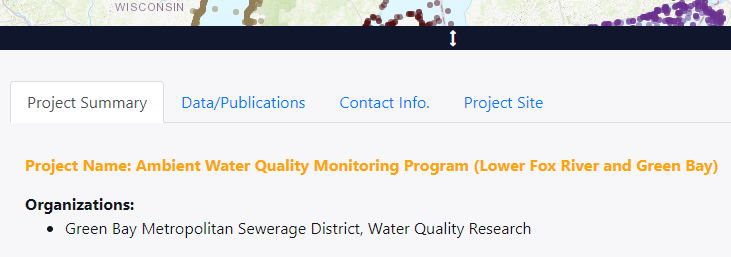 WISCONSIN
Project Summary Data/Publications Contact Info. Project Site
Project Name: Ambient Water Quality Monitoring Program (Lower Fox River and Green Bay)
Organizations:
• Green Bay Metropolitan Sewerage District, Water Quality Research